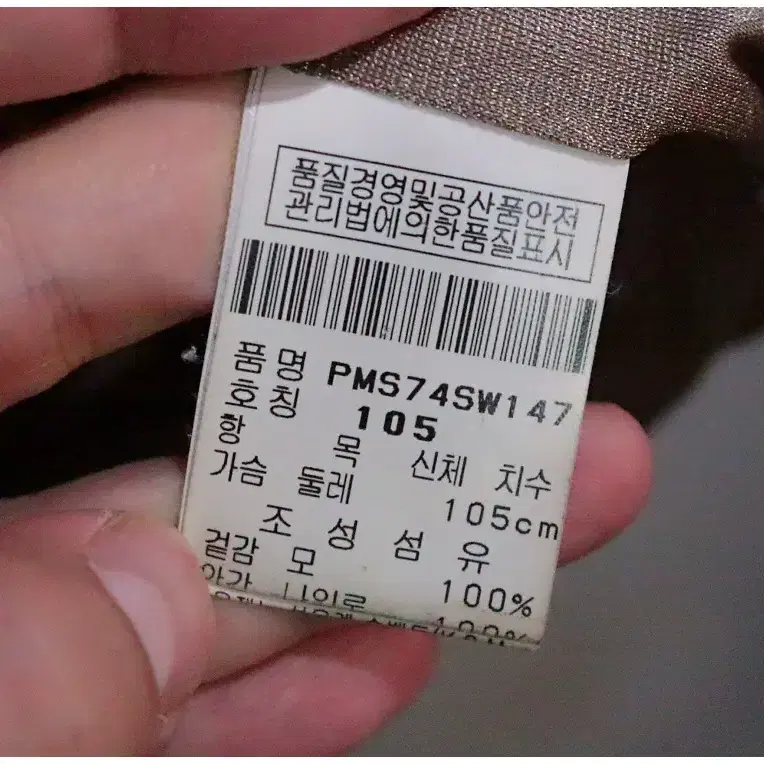 품질경영및공산품안전
관리법에의한품질표시
품명 PMS74SW147
호칭 105
항 목 신체 치수
가슴 둘레 105cm
조 성 섬 유
겉감 모 100%
안감 나일론 100%